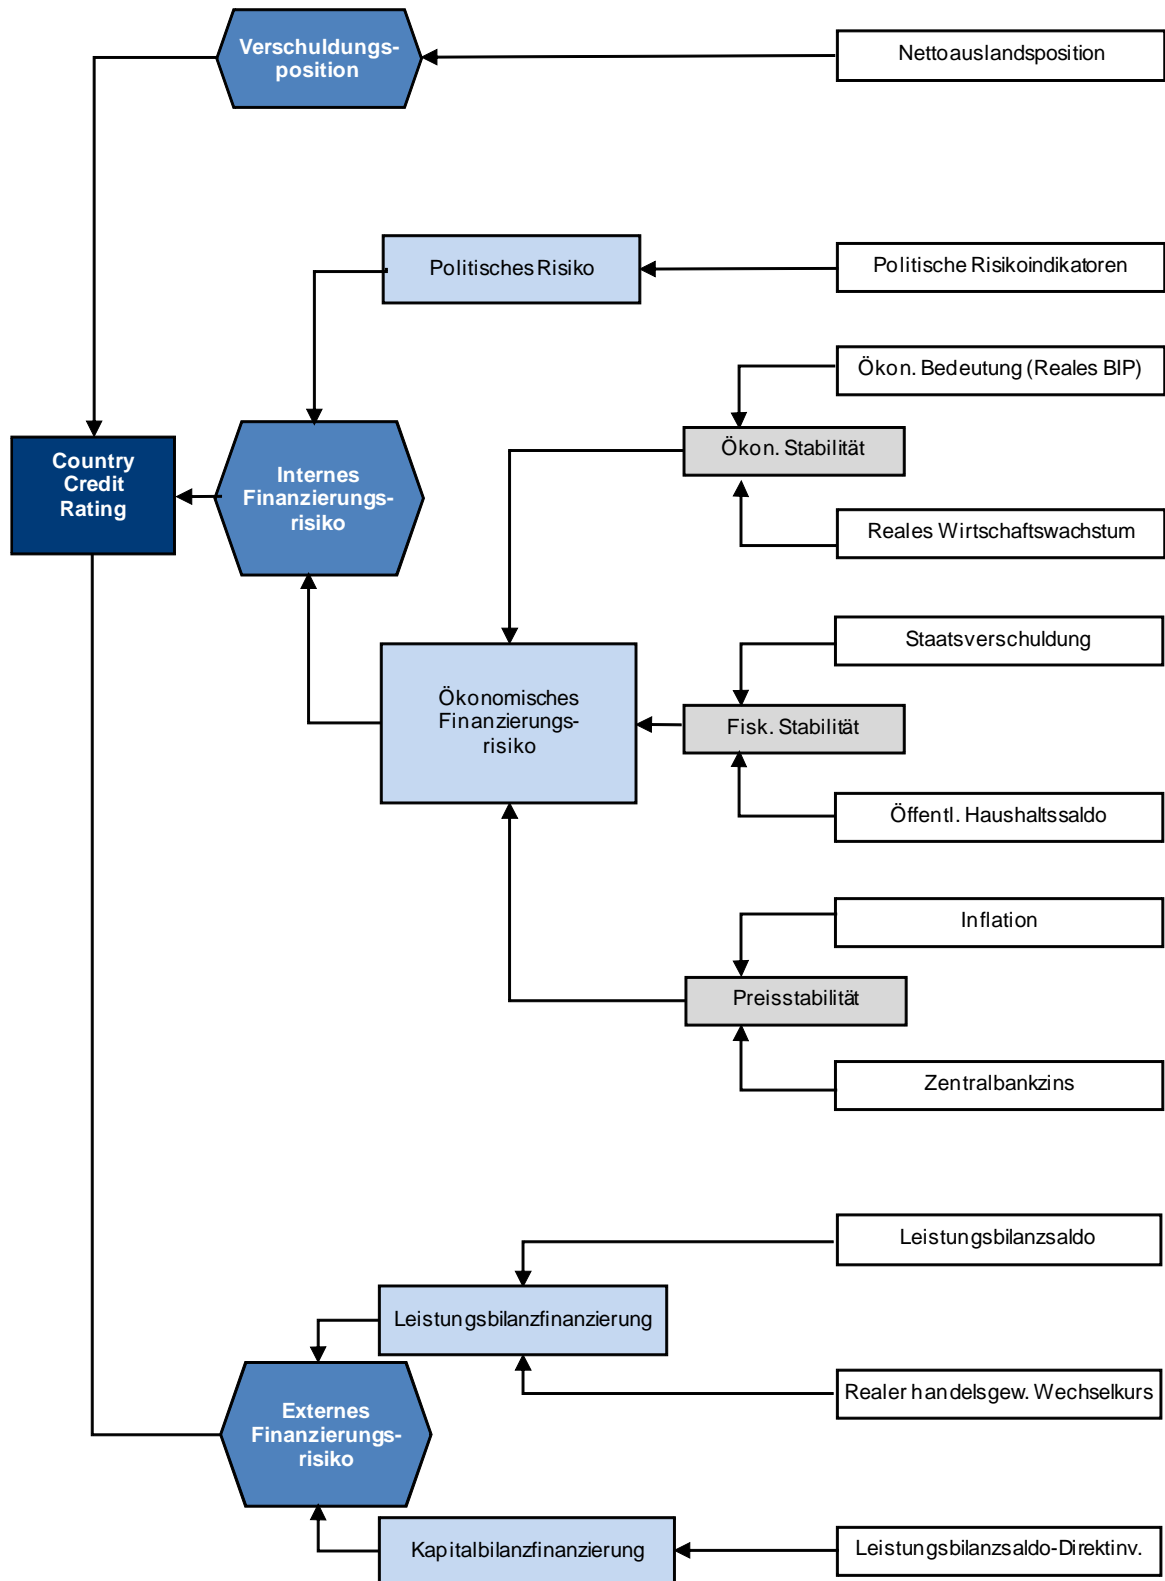 Verschuldungs-
position
Nettoauslandsposition
Politisches Risiko
Politische Risikoindikatoren
Ökon. Bedeutung (Reales BIP)
Country
Credit
Rating
Internes
Finanzierungs-
risiko
Ökon. Stabilität
Reales Wirtschaftswachstum
Staatsverschuldung
Ökonomisches
Finanzierungs-
risiko
Fisk. Stabilität
Öffentl. Haushaltssaldo
Inflation
Preisstabilität
Zentralbankzins
Leistungsbilanzsaldo
Leistungsbilanzfinanzierung
Realer handelsgew. Wechselkurs
Externes
Finanzierungs-
risiko
Kapitalbilanzfinanzierung
Leistungsbilanzsaldo-Direktinv.